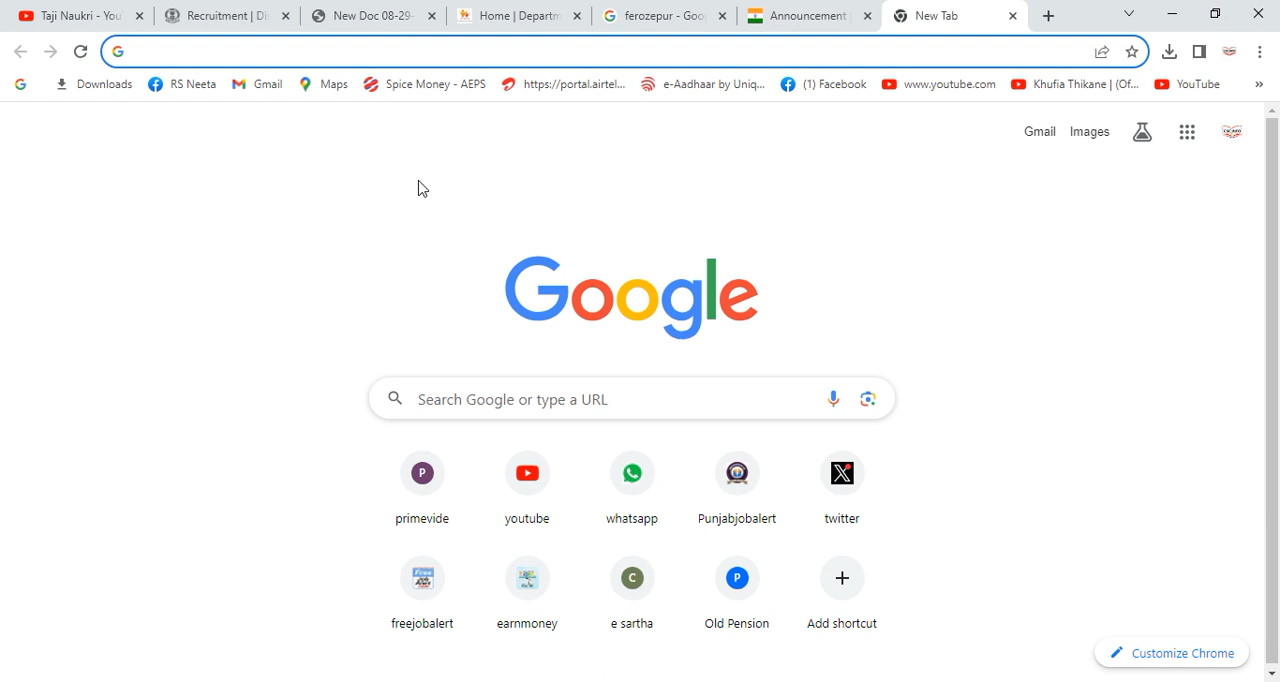 Taji Naukri - You
Recruitment | Di
New Doc 08-29-
Home | Departm
ferozepur - Goo
Announcement |
New Tab
Downloads
RS Neeta
Gmail
Maps
Spice Money - AEPS
https://portal.airtel...
e-Aadhaar by Uniq...
(1) Facebook
www.youtube.com
Khufia Thikane | (Of...
YouTube
»
Gmail
Images
Google
Search Google or type a URL
P
primevide
youtube
whatsapp
Punjabjobalert
twitter
freejobalert
earnmoney
C
e sartha
P
Old Pension
Add shortcut
Customize Chrome